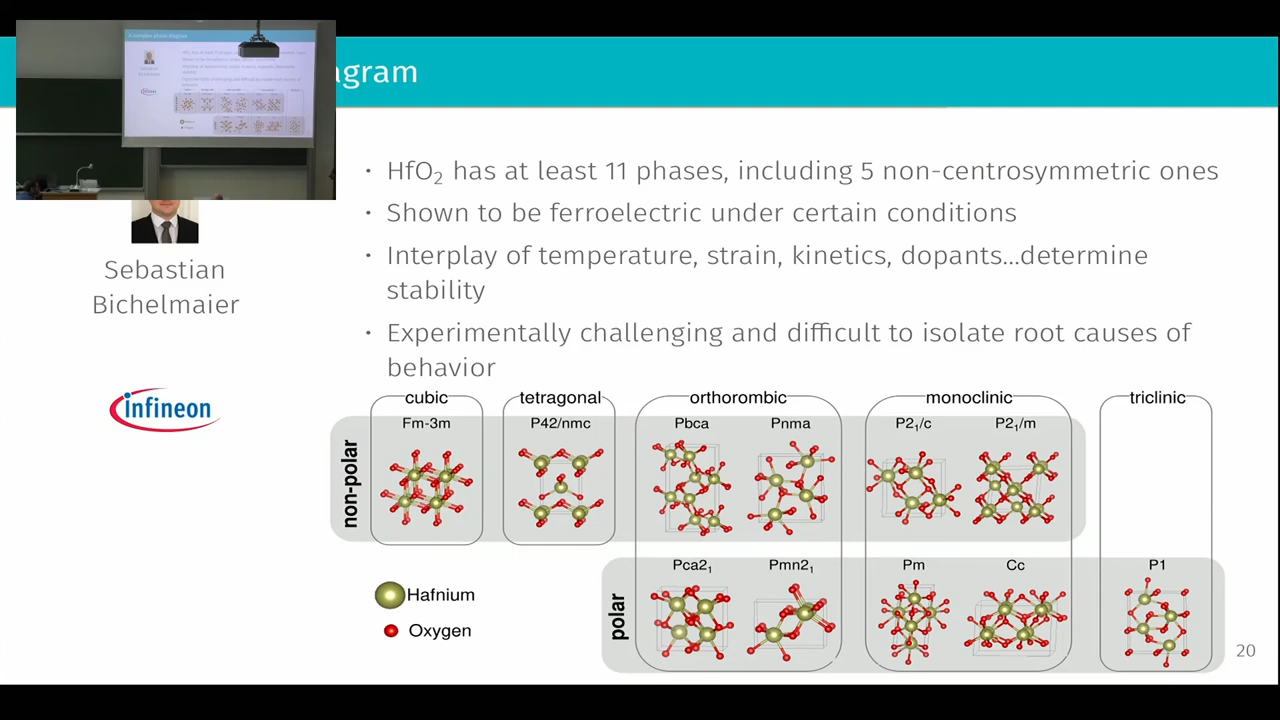 agram
HfO₂ has at least 11 phases, including 5 non-centrosymmetric ones
Shown to be ferroelectric under certain conditions
Interplay of temperature, strain, kinetics, dopants...determine
stability
Experimentally challenging and difficult to isolate root causes of
behavior
Sebastian
Bichelmaier
infineon
cubic tetragonal orthorombic monoclinic triclinic
Fm-3m P42/nmc Pbca Pnma P2₁/c P2₁/m
non-polar
Pca2₁ Pmn2₁ Pm Cc P1
polar
Hafnium
Oxygen
20